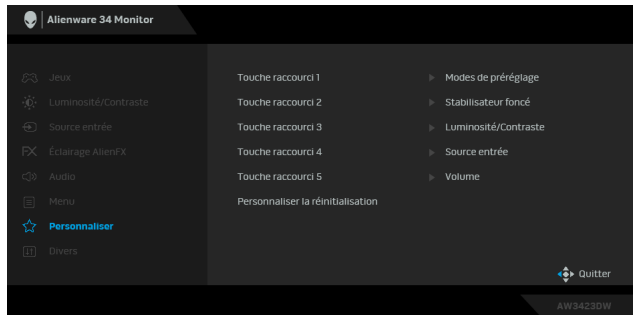 Alienware 34 Monitor
Jeux
Luminosité/Contraste
Source entrée
Éclairage AlienFX
Audio
Menu
Personnaliser
Divers
Touche raccourci 1 Modes de préréglage
Touche raccourci 2 Stabilisateur foncé
Touche raccourci 3 Luminosité/Contraste
Touche raccourci 4 Source entrée
Touche raccourci 5 Volume
Personnaliser la réinitialisation
Quitter
AW3423DW